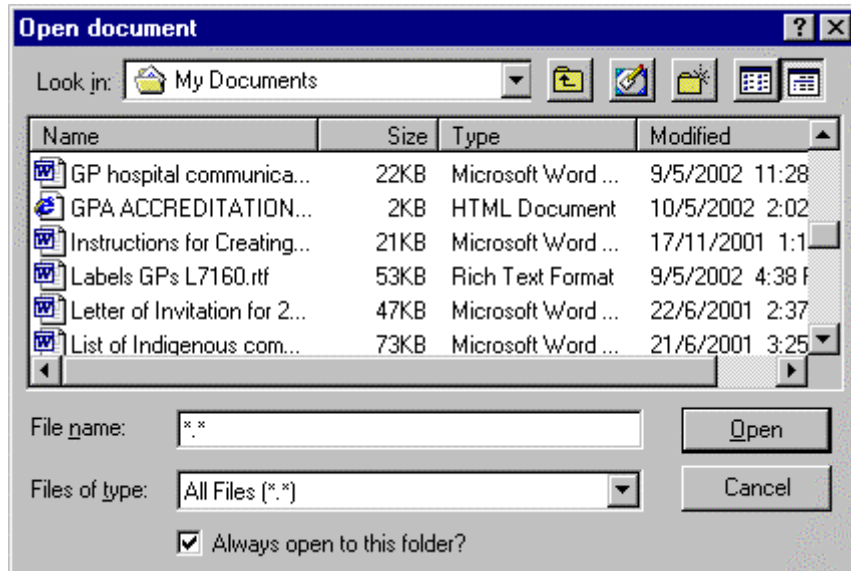 Open document
Look in: My Documents
Name Size Type Modified
GP hospital communica... 22KB Microsoft Word ... 9/5/2002 11:28
GPA ACCREDITATION... 2KB HTML Document 10/5/2002 2:02
Instructions for Creating... 21KB Microsoft Word ... 17/11/2001 1:1
Labels GPs L7160.rtf 53KB Rich Text Format 9/5/2002 4:38
Letter of Invitation for 2... 47KB Microsoft Word ... 22/6/2001 2:37
List of Indigenous com... 73KB Microsoft Word ... 21/6/2001 3:25
File name: *.* Open
Files of type: All Files (*.*) Cancel
Always open to this folder?